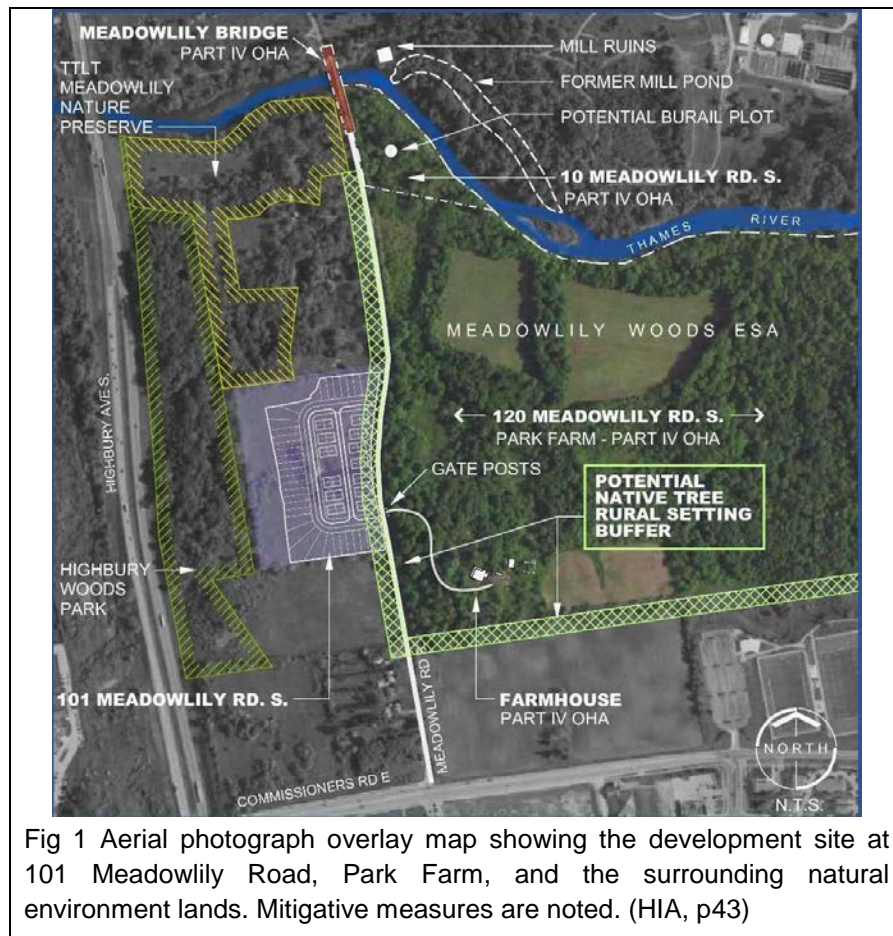 MEADOWLILY BRIDGE
PART IV OHA
MILL RUINS
TTLT
MEADOWLILY
NATURE
PRESERVE
FORMER MILL POND
POTENTIAL BURAIL PLOT
10 MEADOWLILY RD. S.
PART IV OHA
THAMES RIVER
MEADOWLILY WOODS ESA
HIGHBURY AVE S.
120 MEADOWLILY RD. S.
PARK FARM - PART IV OHA
GATE POSTS
POTENTIAL
NATIVE TREE
RURAL SETTING
BUFFER
HIGHBURY
WOODS
PARK
101 MEADOWLILY RD. S.
MEADOWLILY RD
FARMHOUSE
PART IV OHA
COMMISSIONERS RD E
NORTH
N.T.S.
Fig 1 Aerial photograph overlay map showing the development site at
101 Meadowlily Road, Park Farm, and the surrounding natural
environment lands. Mitigative measures are noted. (HIA, p43)